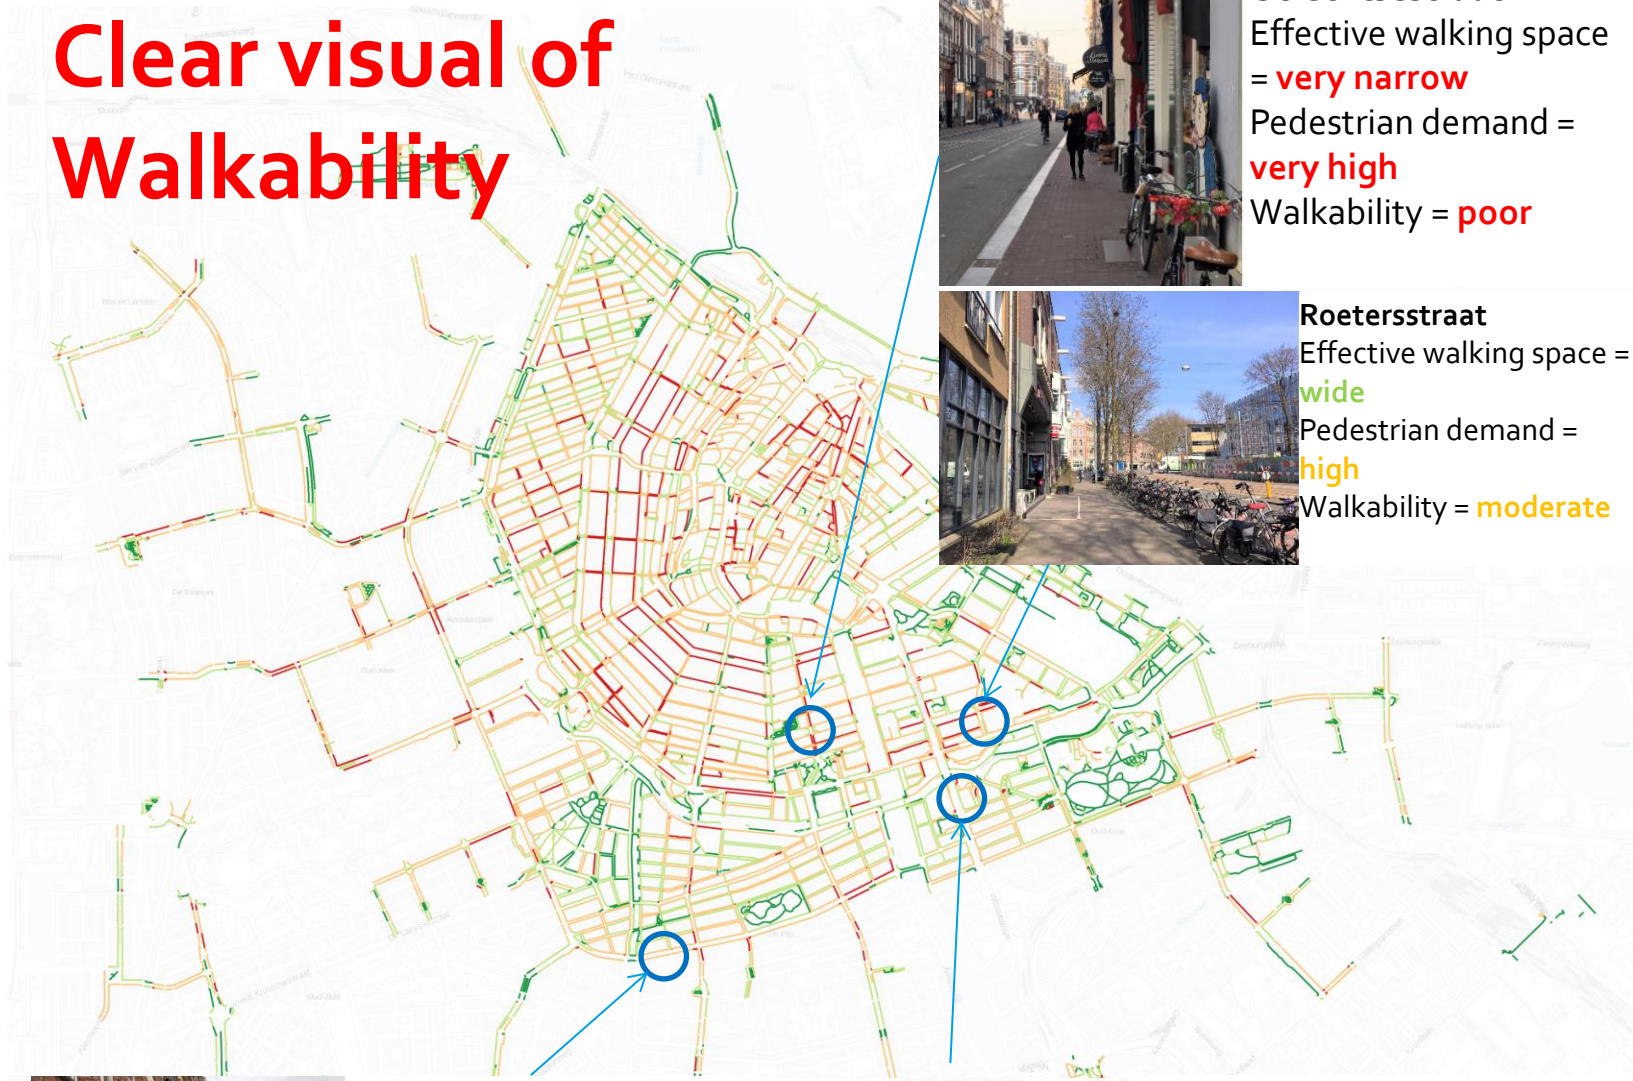 Clear visual of
Walkability
Effective walking space
= very narrow
Pedestrian demand =
very high
Walkability = poor
Roetersstraat
Effective walking space =
wide
Pedestrian demand =
high
Walkability = moderate